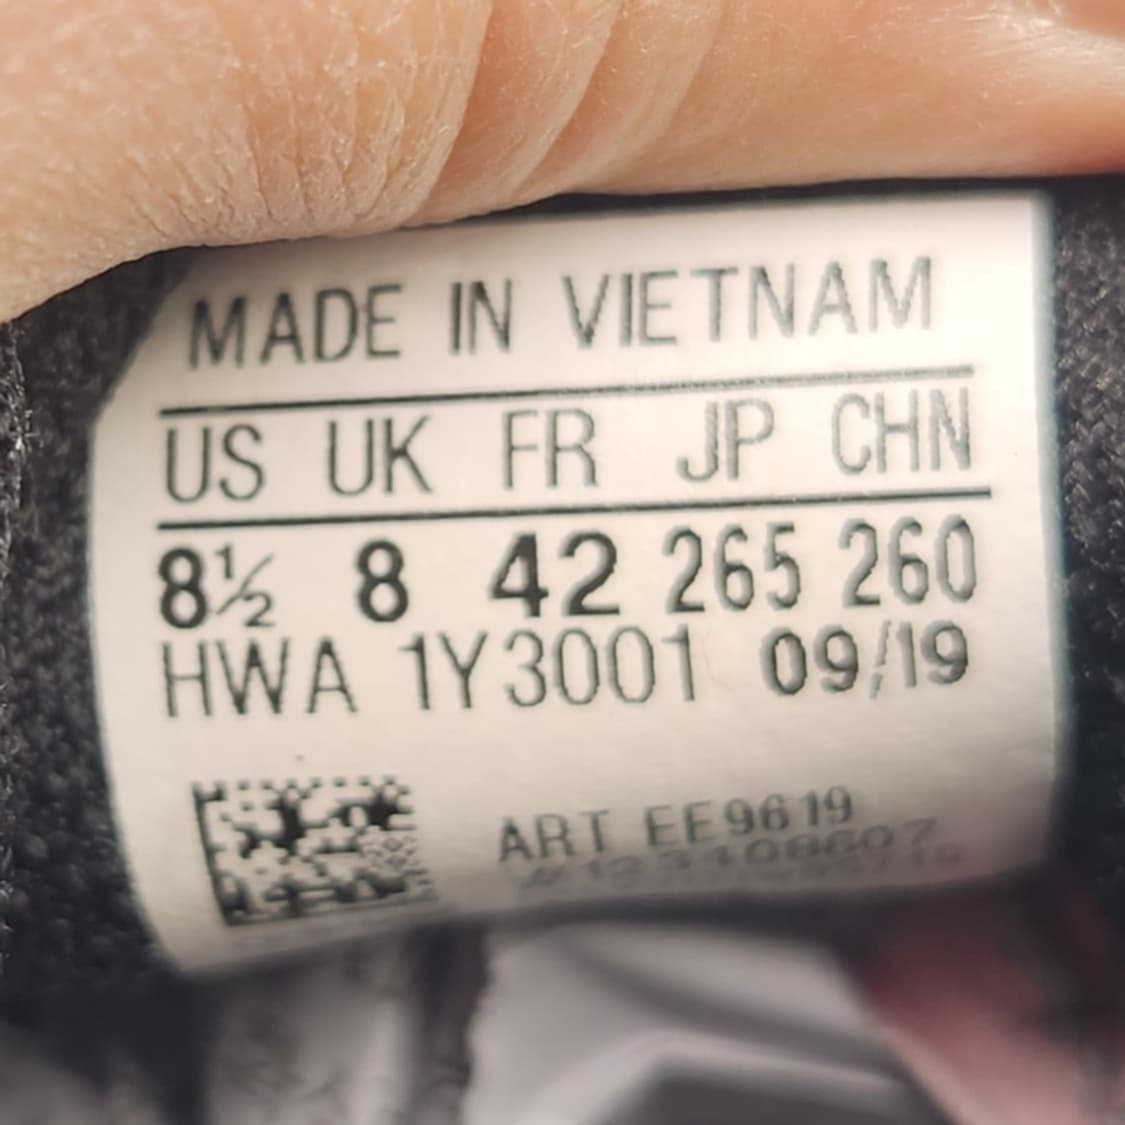 MADE IN VIETNAM
US UK FR JP CHN
8½ 8 42 265 260
HWA 1Y3001 09/19
ART EE9619